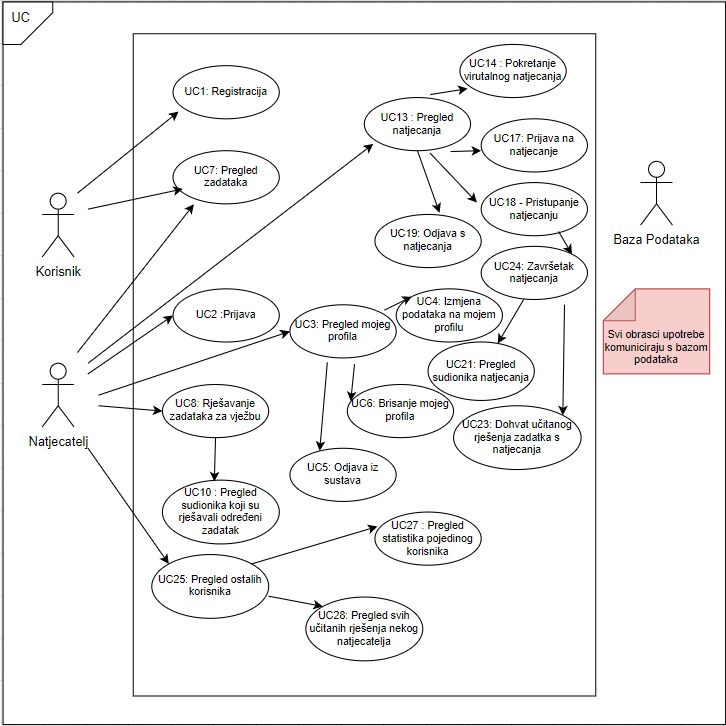 UC
UC1: Registracija
UC7: Pregled
zadataka
Korisnik
UC14 : Pokretanje
virutalnog natjecanja
UC13 : Pregled
natjecanja
UC17: Prijava na
natjecanje
UC18 - Pristupanje
natjecanju
UC19: Odjava s
natjecanja
UC24: Završetak
natjecanja
Baza Podataka
Svi obrasci upotrebe
komuniciraju s bazom
podataka
UC2 :Prijava
UC3: Pregled mojeg
profila
UC4: Izmjena
podataka na mojem
profilu
UC21: Pregled
sudionika natjecanja
Natjecatelj
UC8: Rješavanje
zadataka za vježbu
UC6: Brisanje mojeg
profila
UC23: Dohvat učitanog
rješenja zadatka s
natjecanja
UC5: Odjava iz
sustava
UC10 : Pregled
sudionika koji su
rješavali određeni
zadatak
UC27 : Pregled
statistika pojedinog
korisnika
UC25: Pregled ostalih
korisnika
UC28: Pregled svih
učitanih rješenja nekog
natjecatelja